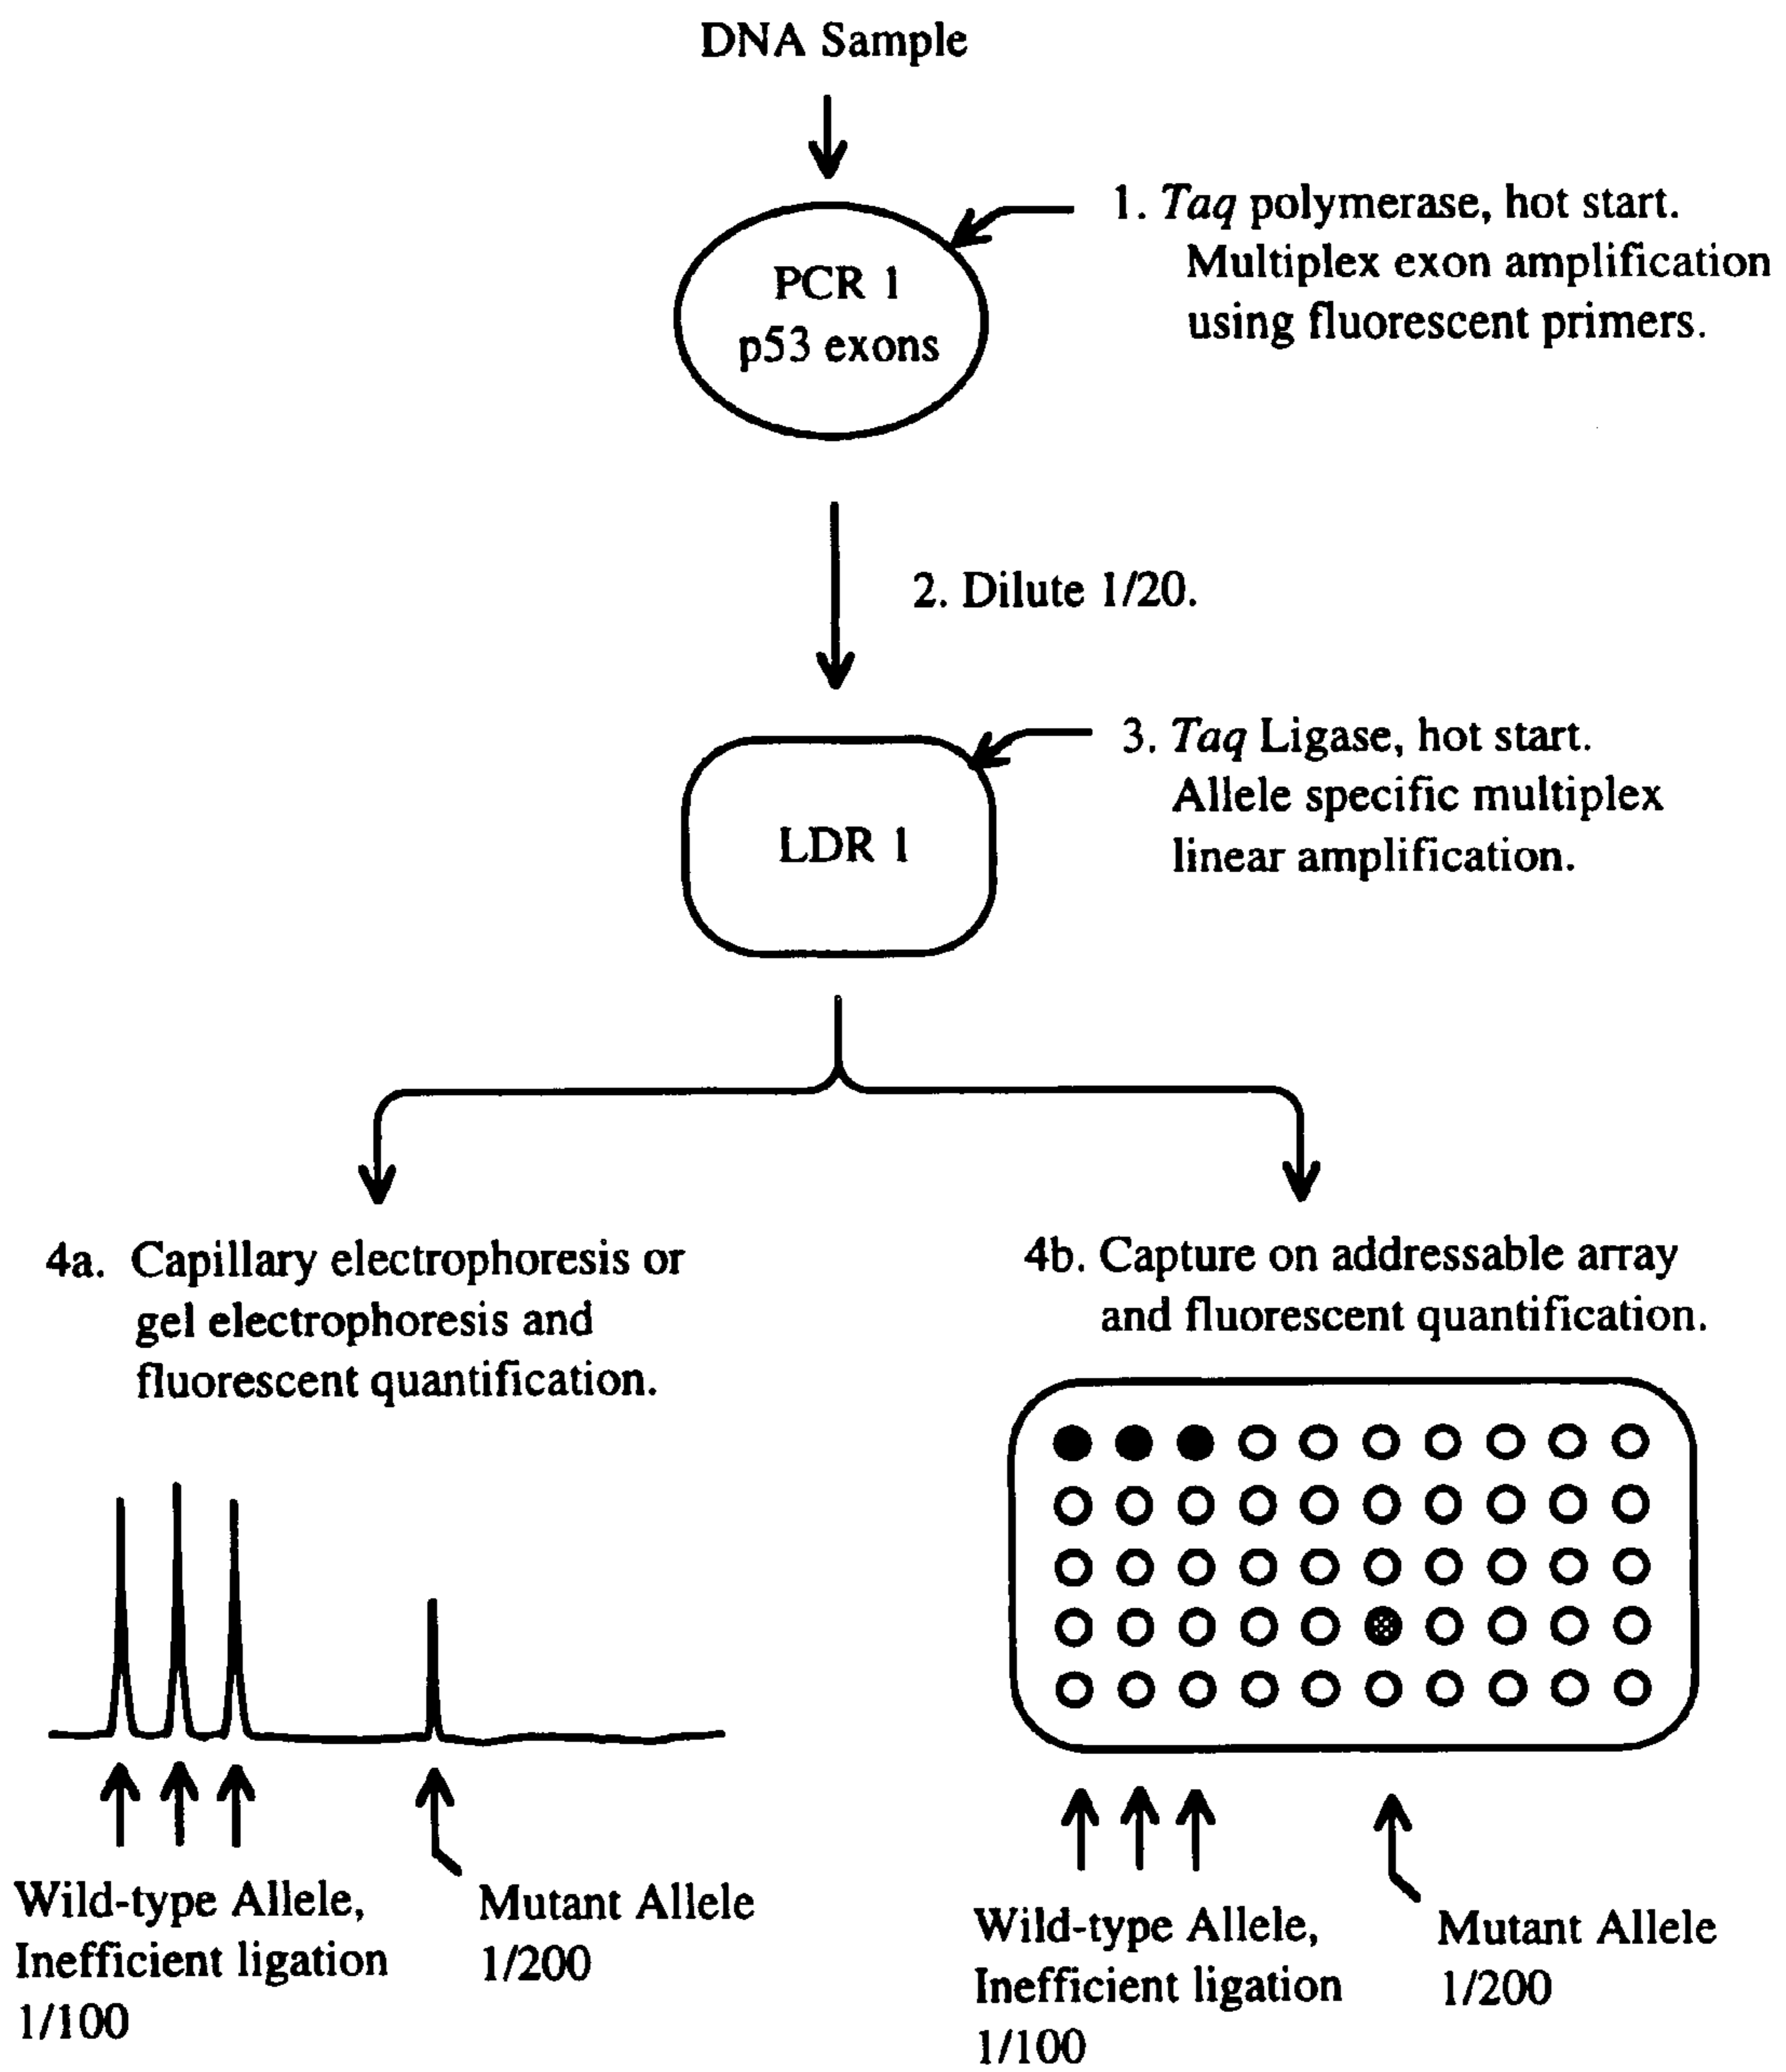 DNA Sample
1. Taq polymerase, hot start.
Multiplex exon amplification
using fluorescent primers.
PCR 1
p53 exons
2. Dilute 1/20.
3. Taq Ligase, hot start.
Allele specific multiplex
linear amplification.
LDR 1
4a. Capillary electrophoresis or
gel electrophoresis and
fluorescent quantification.
4b. Capture on addressable array
and fluorescent quantification.
Wild-type Allele,
Inefficient ligation
1/100
Mutant Allele
1/200
Wild-type Allele,
Inefficient ligation
1/100
Mutant Allele
1/200